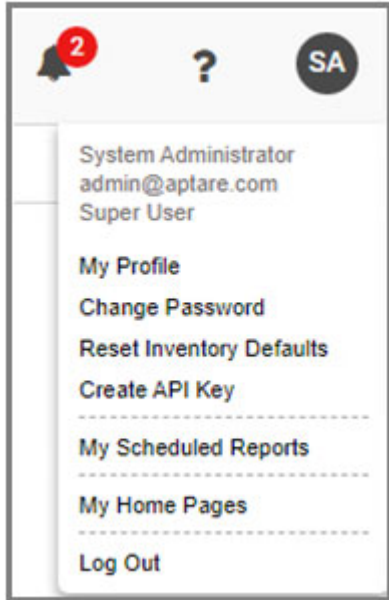 2
?
SA
System Administrator
admin@aptare.com
Super User
My Profile
Change Password
Reset Inventory Defaults
Create API Key
My Scheduled Reports
My Home Pages
Log Out